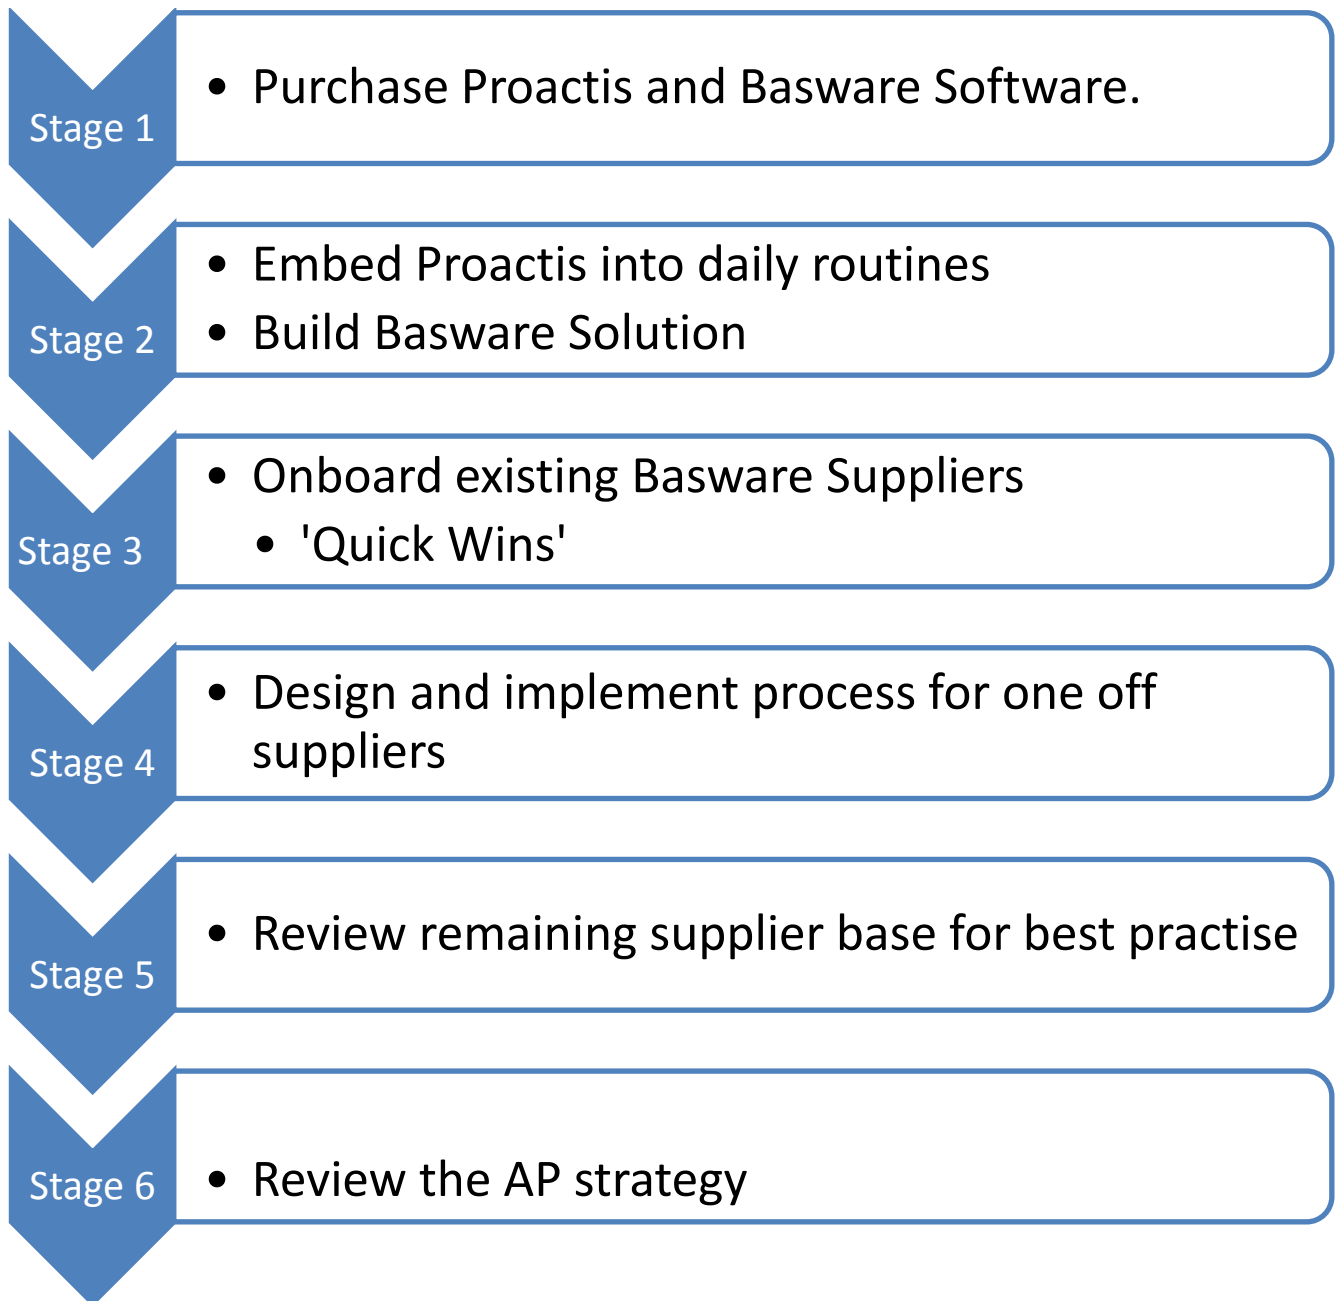 Stage 1
• Purchase Proactis and Basware Software.
Stage 2
• Embed Proactis into daily routines
• Build Basware Solution
Stage 3
• Onboard existing Basware Suppliers
• 'Quick Wins'
Stage 4
• Design and implement process for one off
suppliers
Stage 5
• Review remaining supplier base for best practise
Stage 6
• Review the AP strategy